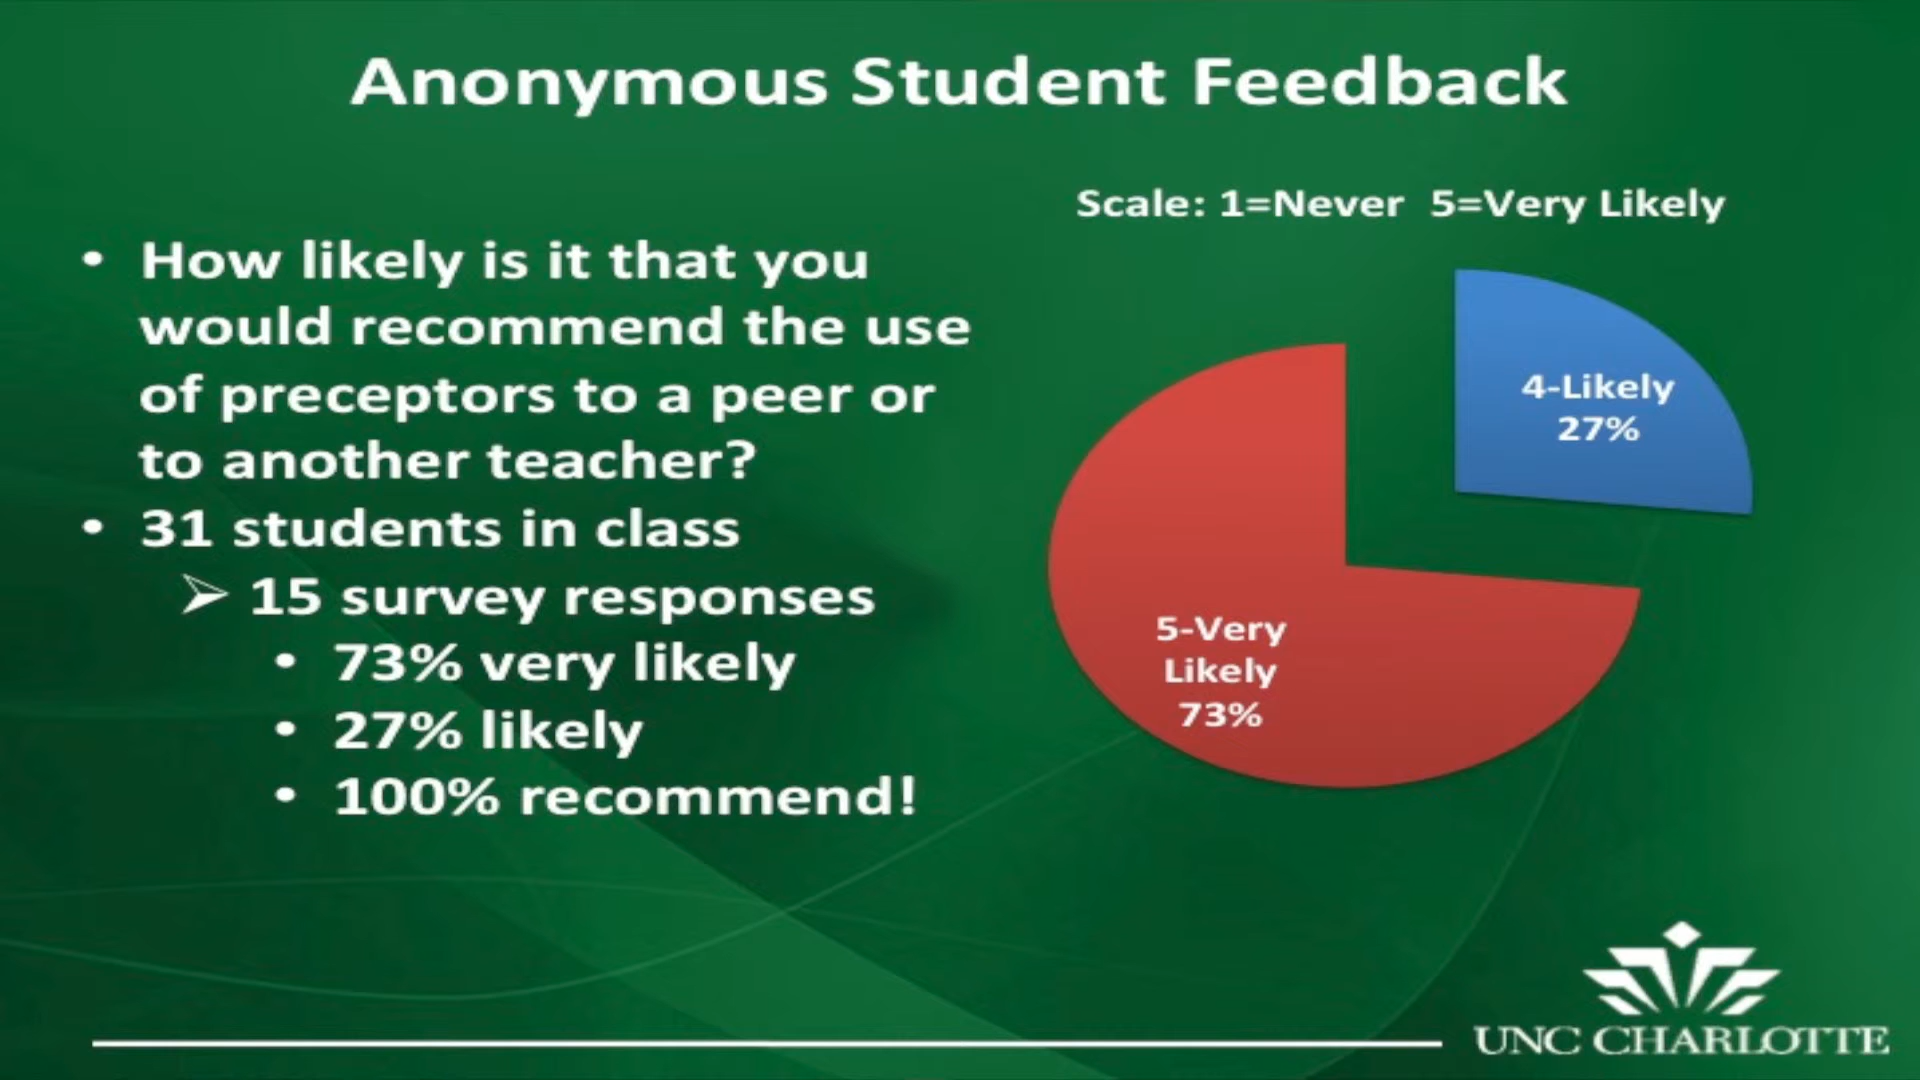 Anonymous Student Feedback
Scale: 1=Never 5=Very Likely
• How likely is it that you
would recommend the use
of preceptors to a peer or
to another teacher?
• 31 students in class
➢ 15 survey responses
• 73% very likely
• 27% likely
• 100% recommend!
4-Likely
27%
5-Very
Likely
73%
UNC CHARLOTTE